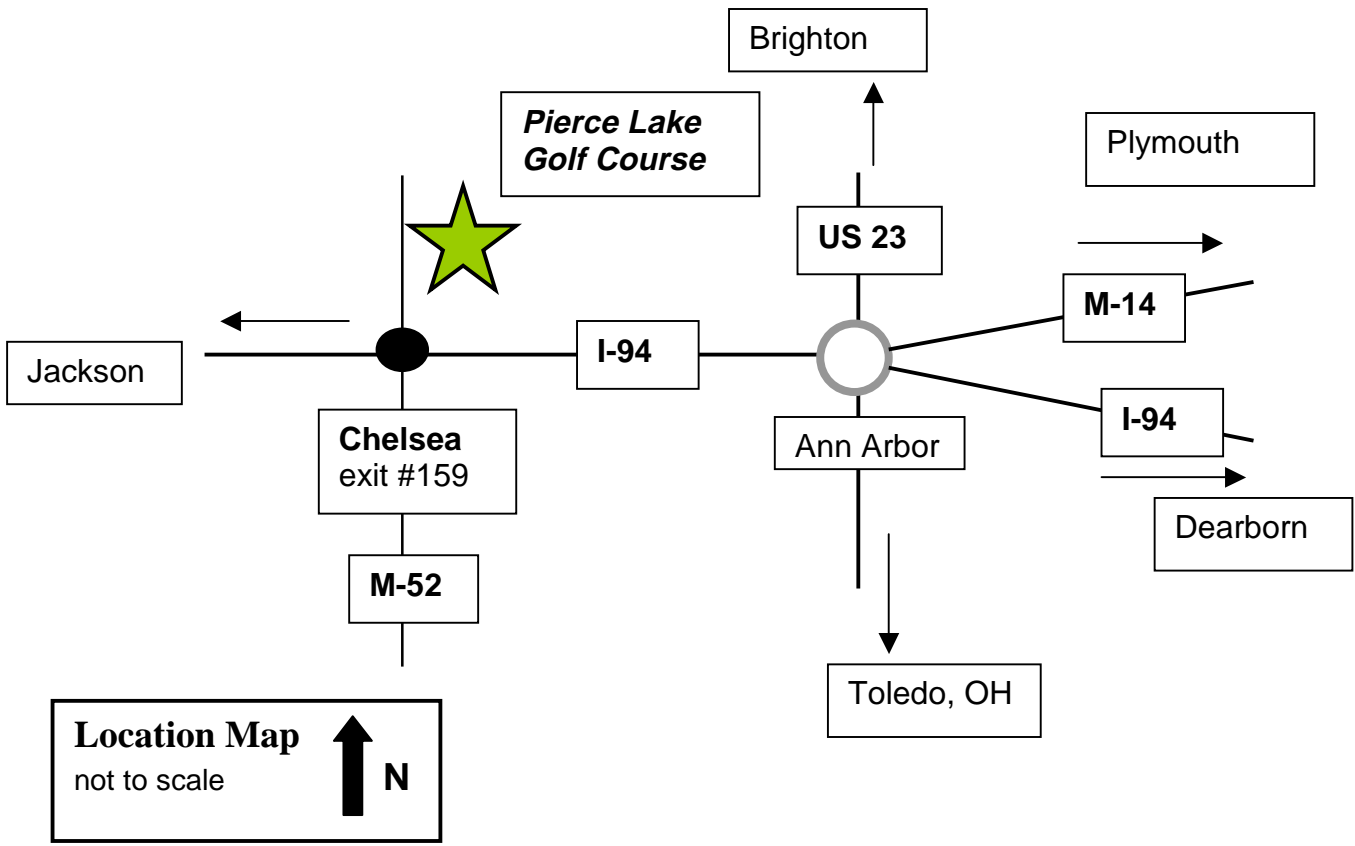 Brighton
Pierce Lake
Golf Course
Plymouth
US 23
M-14
I-94
Jackson
I-94
Chelsea
exit #159
Ann Arbor
Dearborn
M-52
Toledo, OH
Location Map
not to scale
N